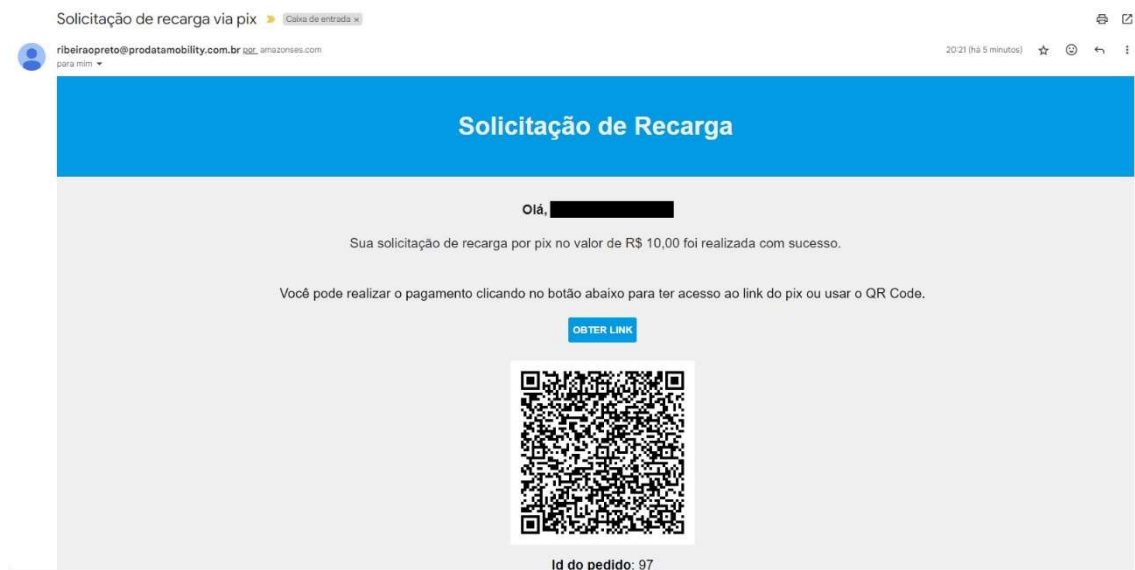 Solicitação de recarga via pix Caixa de entrada x
ribeiraopreto@prodatamobility.com.br por amazonses.com
20:21 (há 5 minutos)
para mim
Solicitação de Recarga
Olá,
Sua solicitação de recarga por pix no valor de R$ 10,00 foi realizada com sucesso.
Você pode realizar o pagamento clicando no botão abaixo para ter acesso ao link do pix ou usar o QR Code.
OBTER LINK
Id do pedido: 97